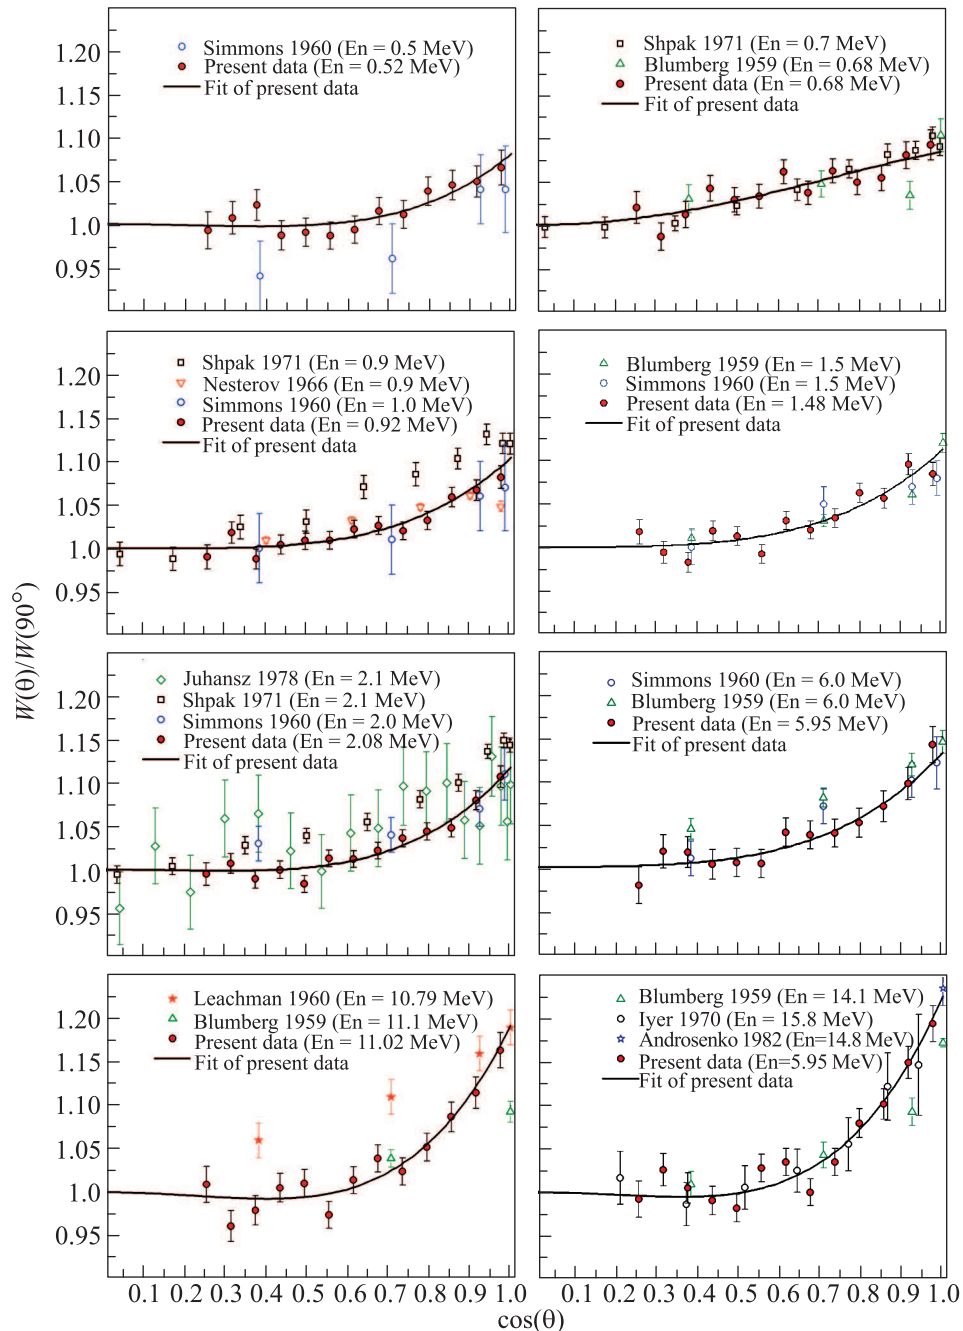 1.20
1.15
1.10
1.05
1.0
0.95
Simmons 1960 (En = 0.5 MeV)
Present data (En = 0.52 MeV)
Fit of present data
Shpak 1971 (En = 0.7 MeV)
Blumberg 1959 (En = 0.68 MeV)
Present data (En = 0.68 MeV)
Fit of present data
1.20
1.15
1.10
1.05
1.0
0.95
Shpak 1971 (En = 0.9 MeV)
Nesterov 1966 (En = 0.9 MeV)
Simmons 1960 (En = 1.0 MeV)
Present data (En = 0.92 MeV)
Fit of present data
Blumberg 1959 (En = 1.5 MeV)
Simmons 1960 (En = 1.5 MeV)
Present data (En = 1.48 MeV)
Fit of present data
W(θ)/W(90°)
1.20
1.15
1.10
1.05
1.0
0.95
Juhansz 1978 (En = 2.1 MeV)
Shpak 1971 (En = 2.1 MeV)
Simmons 1960 (En = 2.0 MeV)
Present data (En = 2.08 MeV)
Fit of present data
Simmons 1960 (En = 6.0 MeV)
Blumberg 1959 (En = 6.0 MeV)
Present data (En = 5.95 MeV)
Fit of present data
1.20
1.15
1.10
1.05
1.0
0.95
Leachman 1960 (En = 10.79 MeV)
Blumberg 1959 (En = 11.1 MeV)
Present data (En = 11.02 MeV)
Fit of present data
Blumberg 1959 (En = 14.1 MeV)
Iyer 1970 (En = 15.8 MeV)
Androsenko 1982 (En=14.8 MeV)
Present data (En=5.95 MeV)
Fit of present data
0.1 0.2 0.3 0.4 0.5 0.6 0.7 0.8 0.9 1.0
0.1 0.2 0.3 0.4 0.5 0.6 0.7 0.8 0.9 1.0
cos(θ)